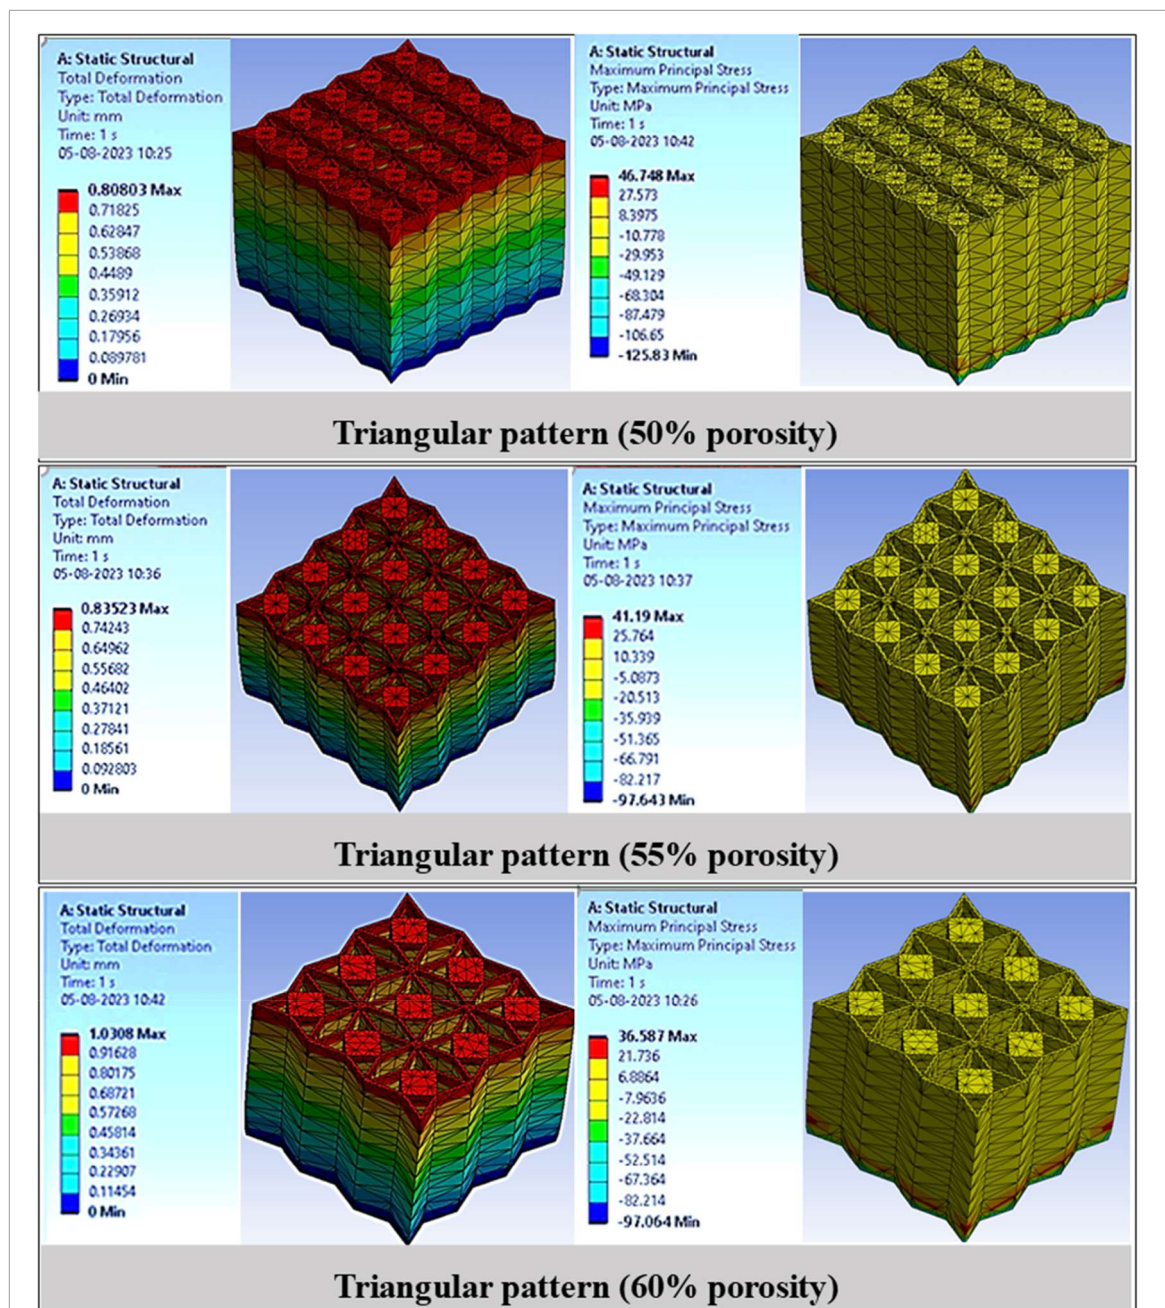 A: Static Structural
Total Deformation
Type: Total Deformation
Unit: mm
Time: 1 s
05-08-2023 10:25
0.80803 Max
0.71825
0.62847
0.53868
0.4489
0.35912
0.26934
0.17956
0.089781
0 Min
A: Static Structural
Maximum Principal Stress
Type: Maximum Principal Stress
Unit: MPa
Time: 1 s
05-08-2023 10:42
46.748 Max
27.573
8.3975
-10.778
-29.953
-49.129
-68.304
-87.479
-106.65
-125.83 Min
Triangular pattern (50% porosity)
A: Static Structural
Total Deformation
Type: Total Deformation
Unit: mm
Time: 1 s
05-08-2023 10:36
0.83523 Max
0.74243
0.64962
0.55682
0.46402
0.37121
0.27841
0.18561
0.092803
0 Min
A: Static Structural
Maximum Principal Stress
Type: Maximum Principal Stress
Unit: MPa
Time: 1 s
05-08-2023 10:37
41.19 Max
25.764
10.339
-5.0873
-20.513
-35.939
-51.365
-66.791
-82.217
-97.643 Min
Triangular pattern (55% porosity)
A: Static Structural
Total Deformation
Type: Total Deformation
Unit: mm
Time: 1 s
05-08-2023 10:42
1.0308 Max
0.91628
0.80175
0.68721
0.57268
0.45814
0.34361
0.22907
0.11454
0 Min
A: Static Structural
Maximum Principal Stress
Type: Maximum Principal Stress
Unit: MPa
Time: 1 s
05-08-2023 10:26
36.587 Max
21.736
6.8864
-7.9636
-22.814
-37.664
-52.514
-67.364
-82.214
-97.064 Min
Triangular pattern (60% porosity)